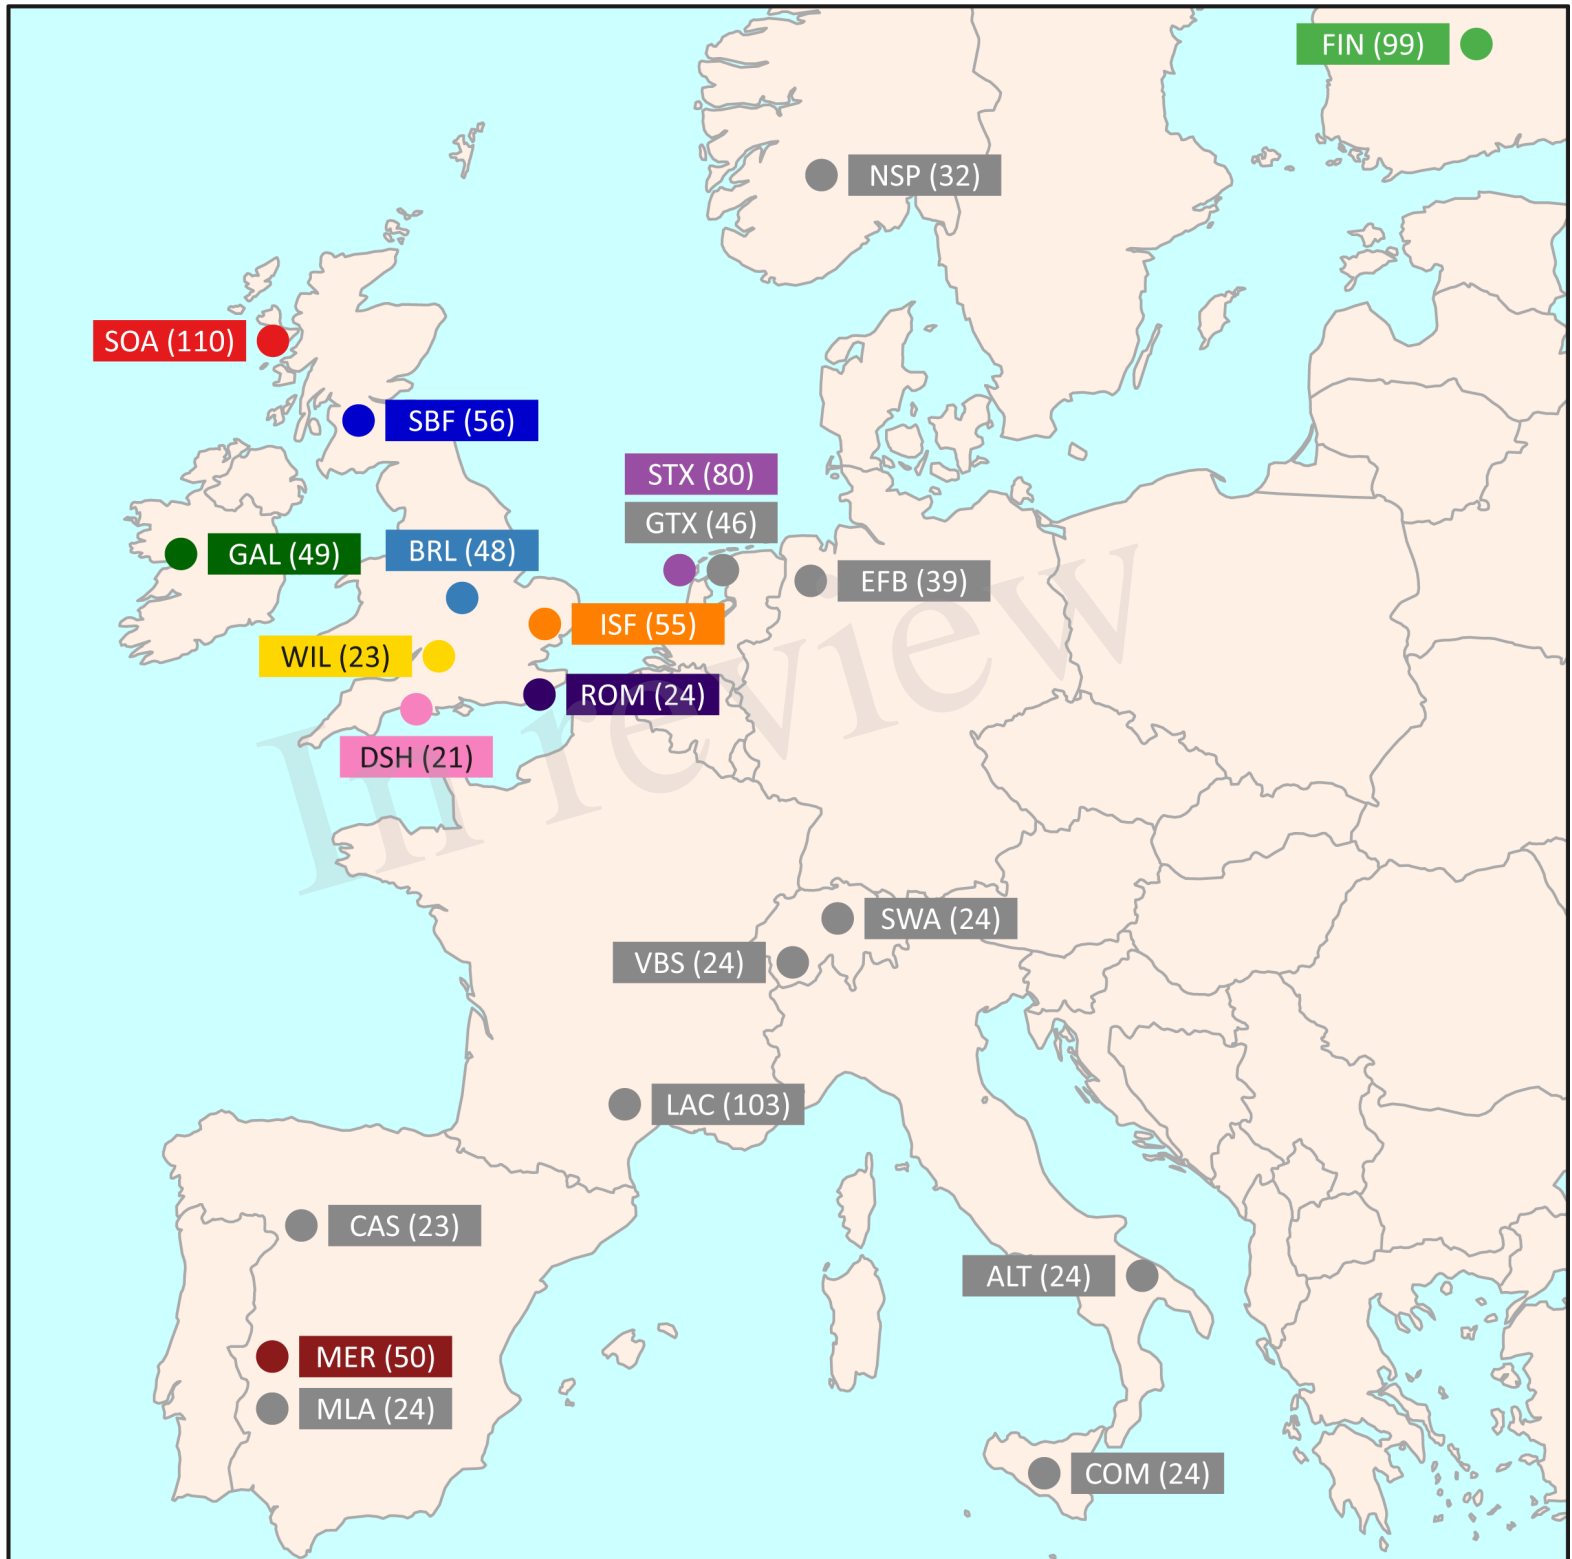 FIN (99)
NSP (32)
SOA (110)
SBF (56)
STX (80)
GTX (46)
GAL (49)
BRL (48)
EFB (39)
ISF (55)
WIL (23)
ROM (24)
DSH (21)
In review
SWA (24)
VBS (24)
LAC (103)
CAS (23)
ALT (24)
MER (50)
MLA (24)
COM (24)